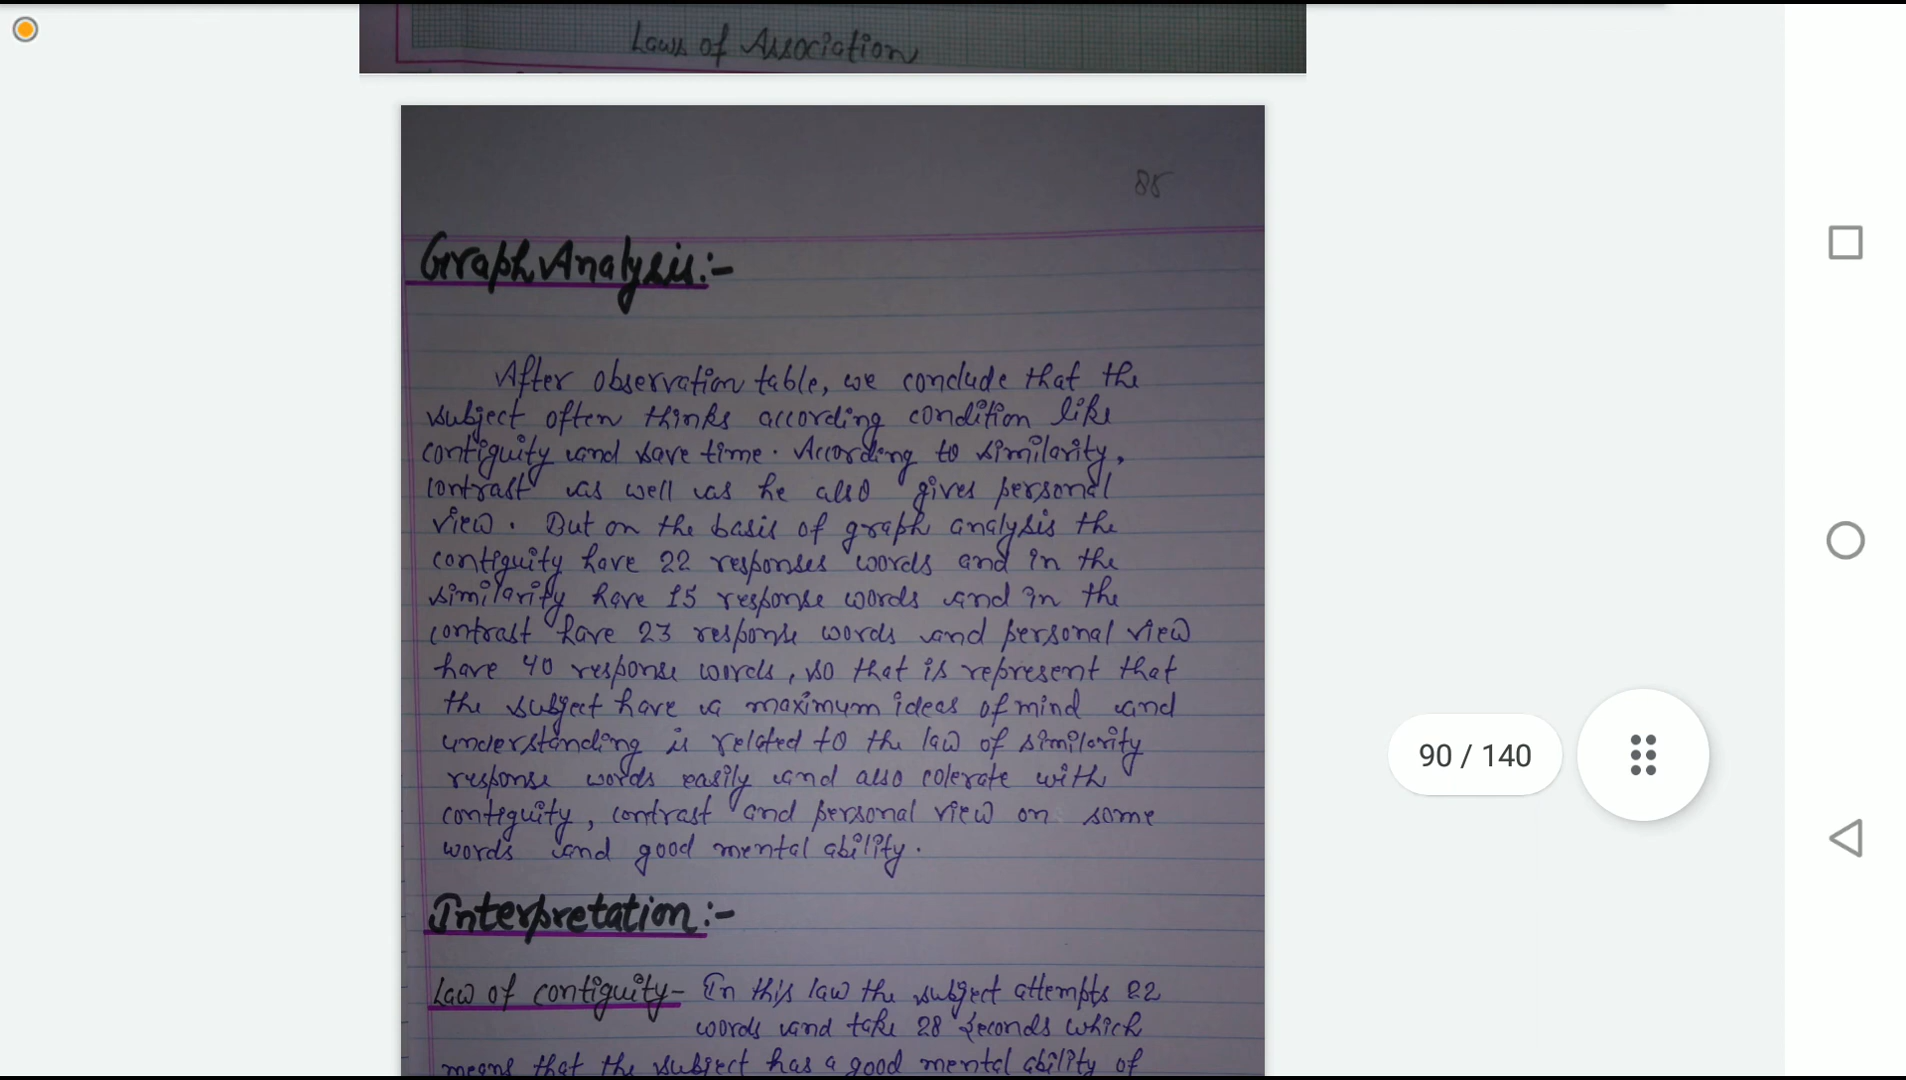 Laws of Association
85
Graph Analysis:-
After observation table, we conclude that the
subject often thinks according condition like
contiguity and save time. According to similarity,
contrast as well as he also gives personal
view. But on the basis of graph analysis the
contiguity have 22 responses words and in the
similarity have 15 response words and in the
contrast have 23 response words and personal view
have 40 response words, so that is represent that
the subject have a maximum ideas of mind and
understanding is related to the law of similarity
response words easily and also colerate with
contiguity, contrast and personal view on some
words and good mental ability.
90 / 140
Interpretation:-
Law of contiguity- In this law the subject attempts 22
words and take 28 seconds which
means that the subject has a good mental ability of